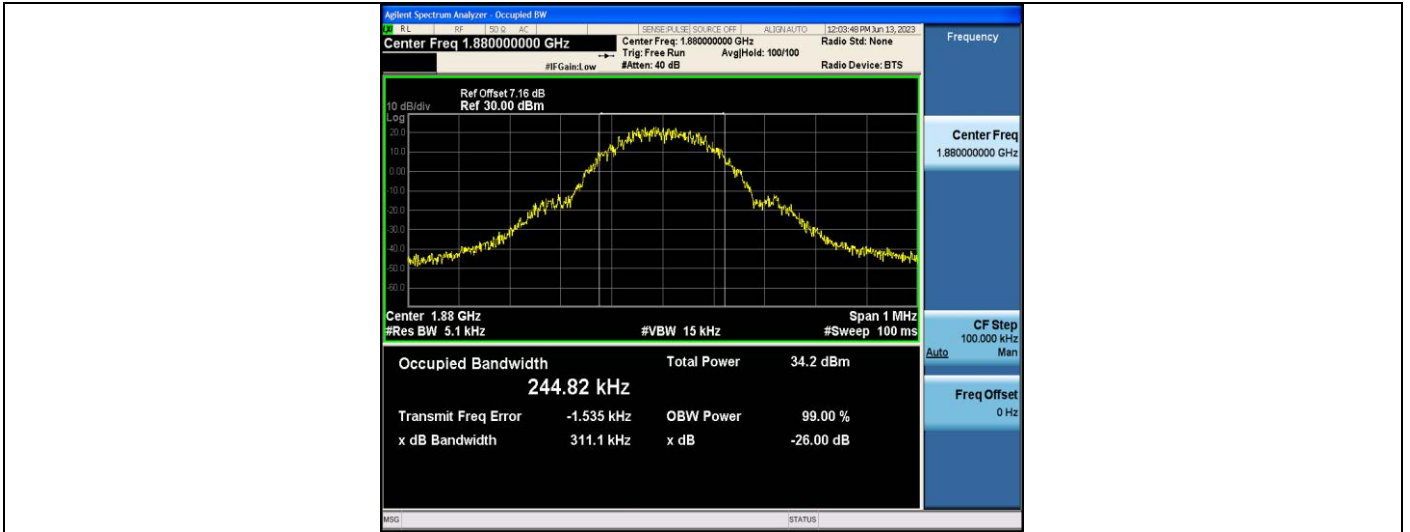 Agilent Spectrum Analyzer - Occupied BW
RL RF 50 Ω AC SENSE:PULSE SOURCE OFF ALIGN AUTO 12:03:48 PM Jun 13, 2023
Center Freq 1.880000000 GHz
Center Freq: 1.880000000 GHz
Radio Std: None
Trig: Free Run Avg|Hold: 100/100
#IFGain:Low #Atten: 40 dB Radio Device: BTS
Frequency
Ref Offset 7.16 dB
10 dB/div Ref 30.00 dBm
Log
20.0
10.0
0.00
-10.0
-20.0
-30.0
-40.0
-50.0
-60.0
Center 1.88 GHz Span 1 MHz
#Res BW 5.1 kHz #VBW 15 kHz #Sweep 100 ms
Center Freq
1.880000000 GHz
CF Step
100.000 kHz
Auto Man
Freq Offset
0 Hz
Occupied Bandwidth Total Power 34.2 dBm
244.82 kHz
Transmit Freq Error -1.535 kHz OBW Power 99.00 %
x dB Bandwidth 311.1 kHz x dB -26.00 dB
MSG STATUS